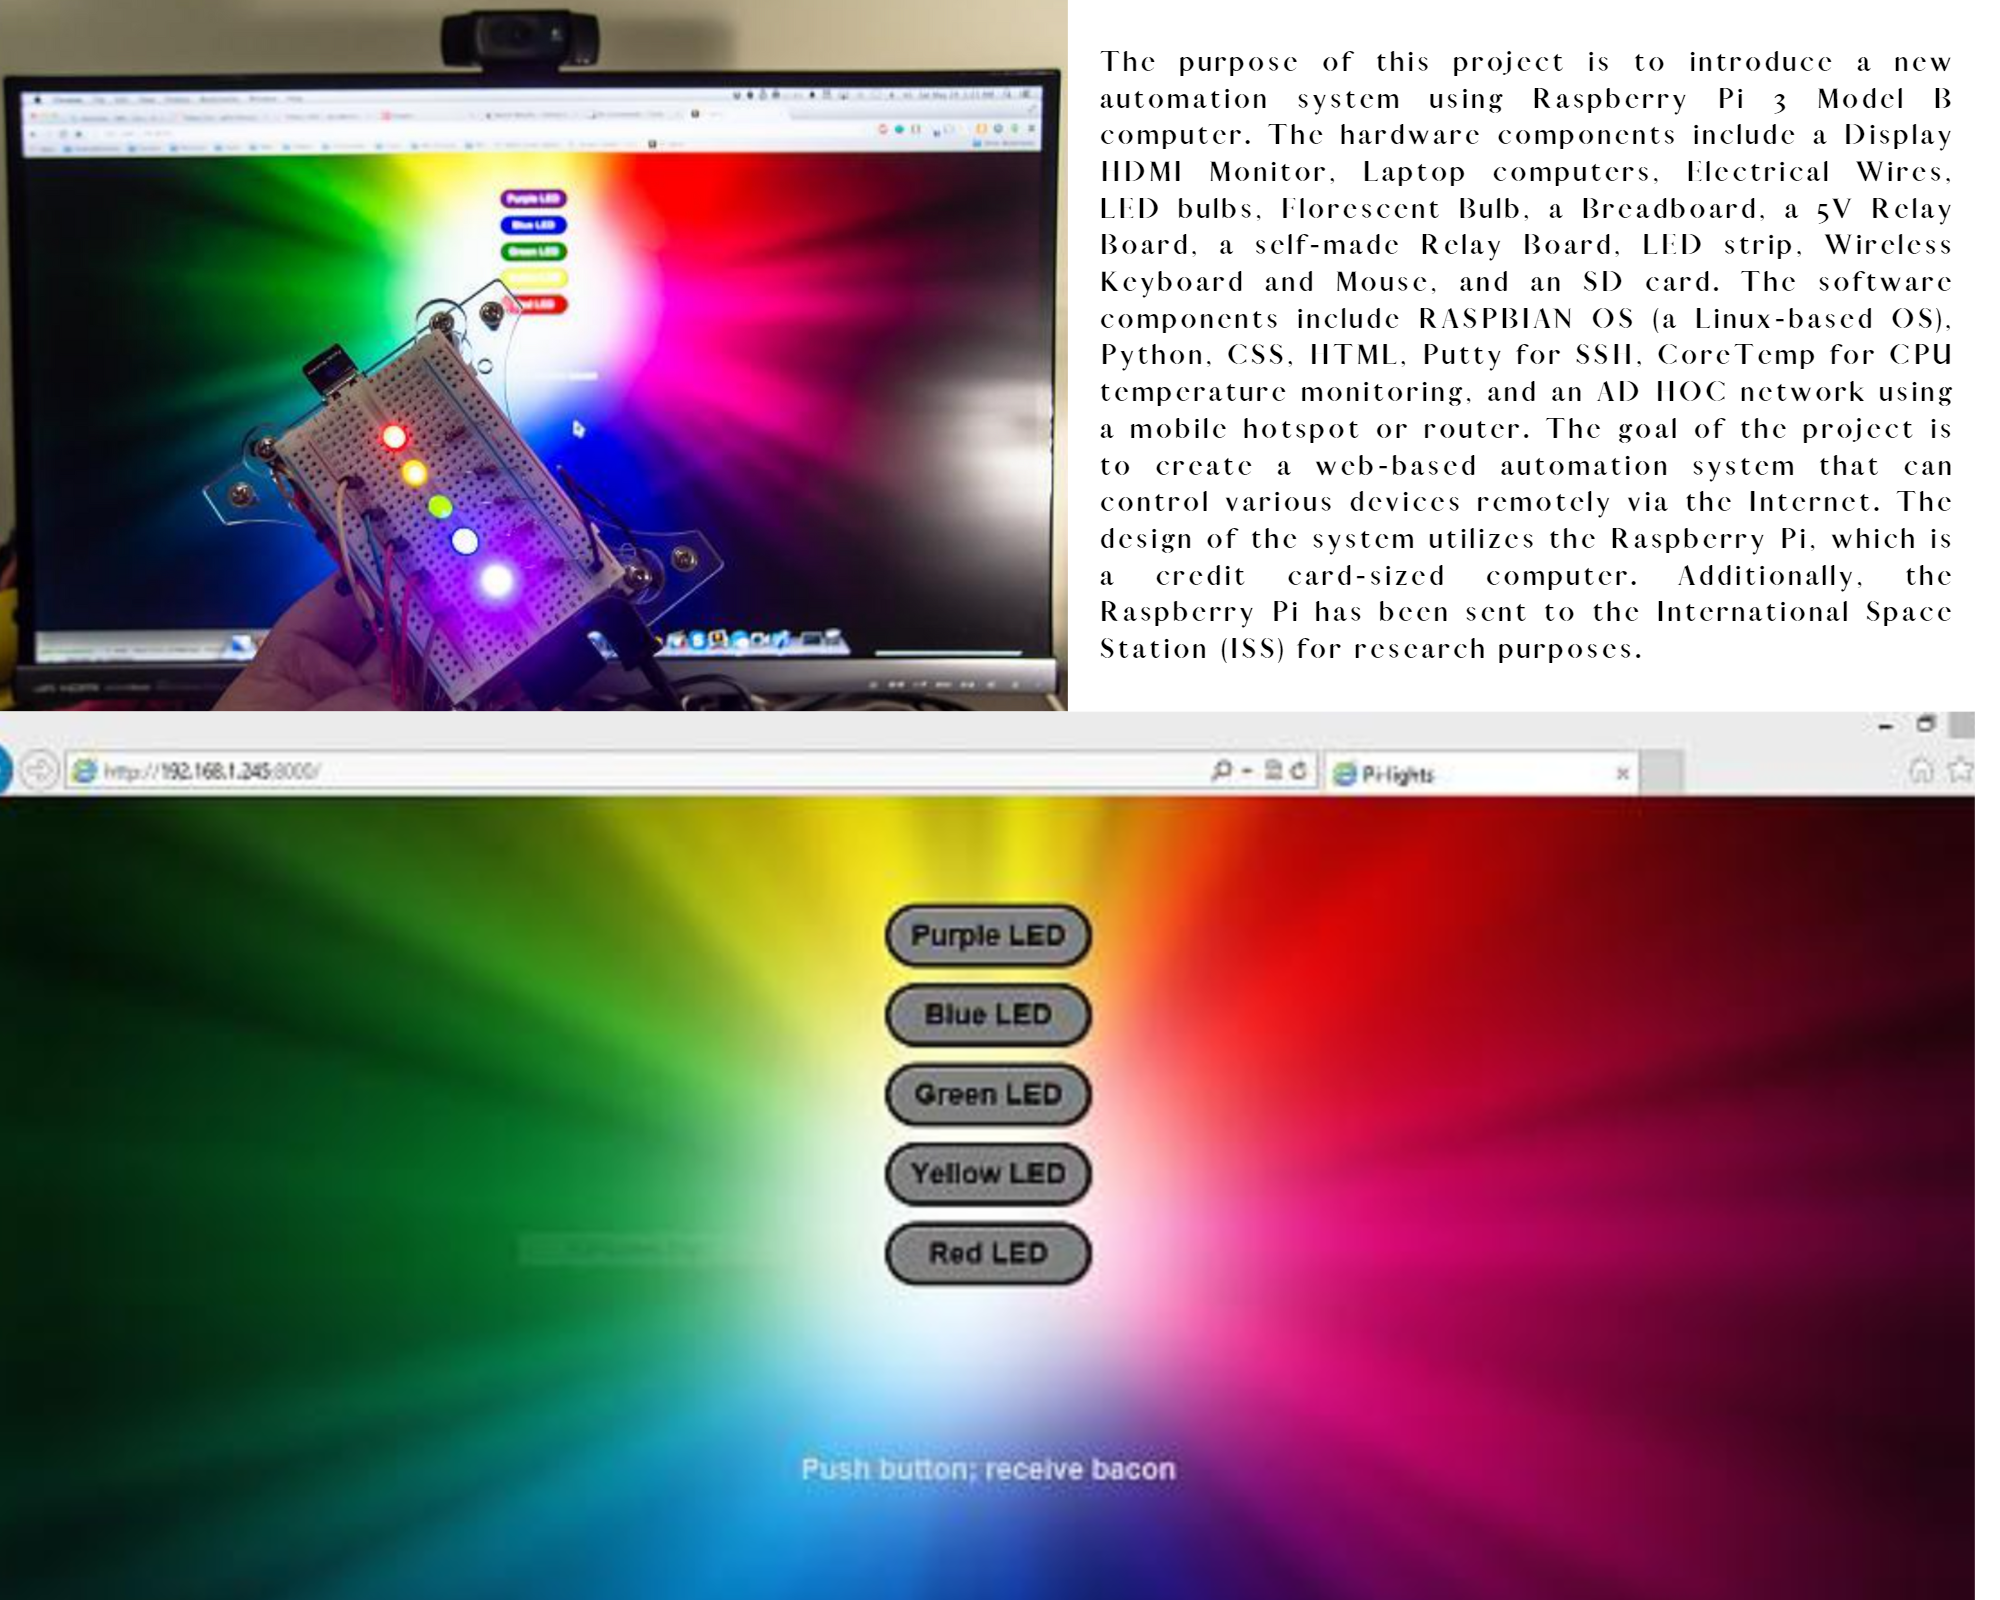 Purple LED
Blue LED
Green LED
LED
The purpose of this project is to introduce a new
automation system using Raspberry Pi 3 Model B
computer. The hardware components include a Display
HDMI Monitor, Laptop computers, Electrical Wires,
LED bulbs, Florescent Bulb, a Breadboard, a 5V Relay
Board, a self-made Relay Board, LED strip, Wireless
Keyboard and Mouse, and an SD card. The software
components include RASPBIAN OS (a Linux-based OS),
Python, CSS, HTML, Putty for SSH, CoreTemp for CPU
temperature monitoring, and an AD HOC network using
a mobile hotspot or router. The goal of the project is
to create a web-based automation system that can
control various devices remotely via the Internet. The
design of the system utilizes the Raspberry Pi, which is
a credit card-sized computer. Additionally, the
Raspberry Pi has been sent to the International Space
Station (ISS) for research purposes.
http://192.168.1.245:8000/
Pi-lights
Purple LED
Blue LED
Green LED
Yellow LED
Red LED
Push button; receive bacon